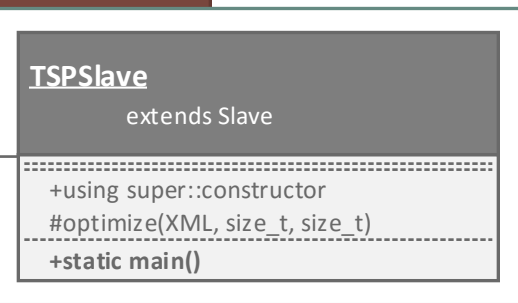 TSPSlave
extends Slave
+using super::constructor
#optimize(XML, size_t, size_t)
+static main()